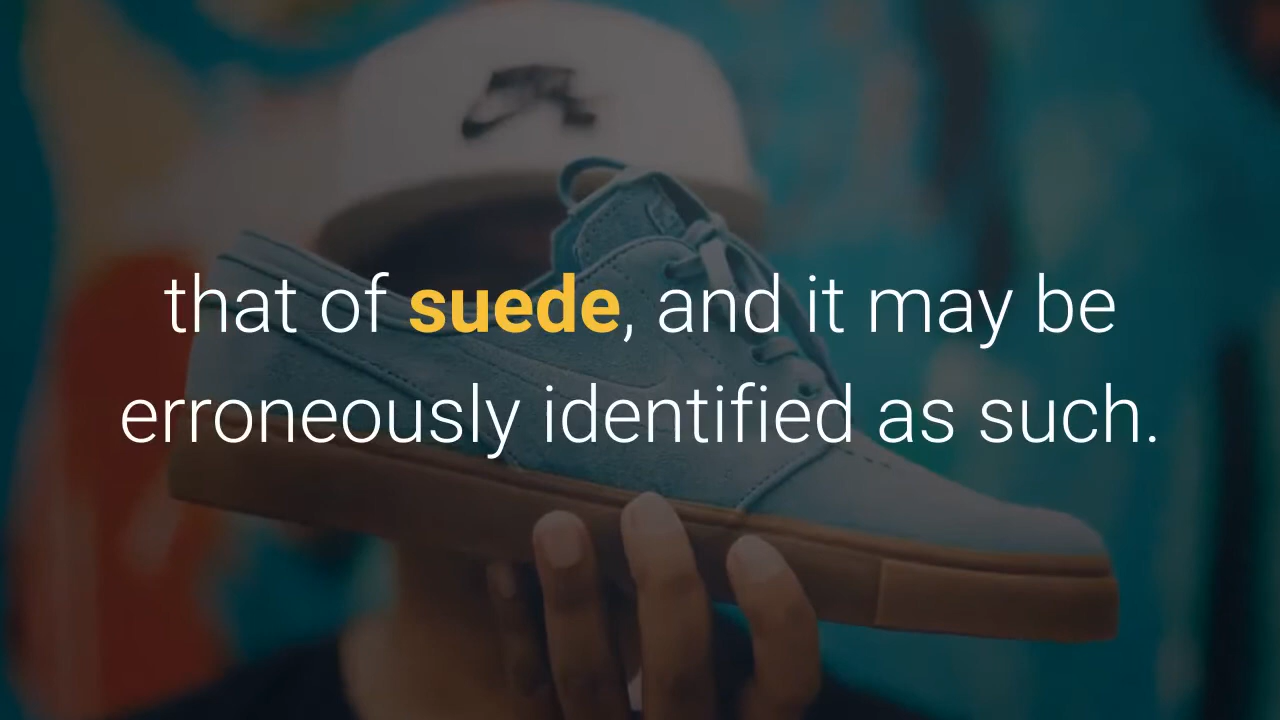 that of suede, and it may be
erroneously identified as such.